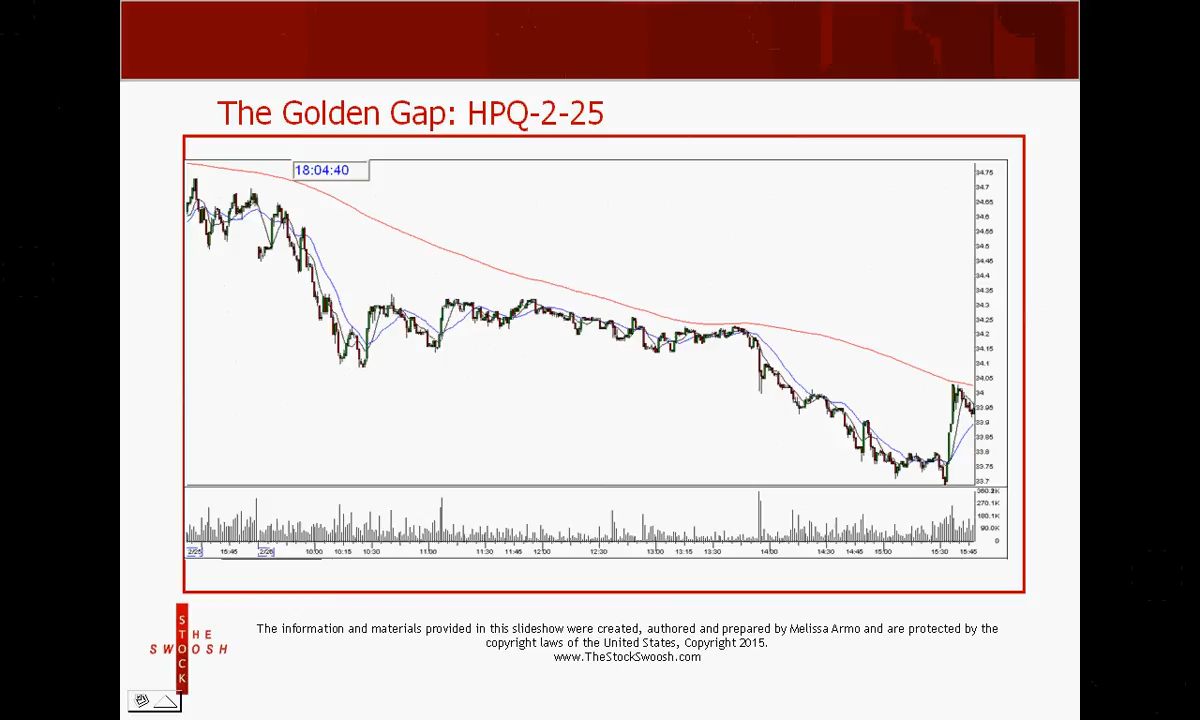 The Golden Gap: HPQ-2-25
18:04:40
34.75
34.7
34.65
34.6
34.55
34.5
34.45
34.4
34.35
34.3
34.25
34.2
34.15
34.1
34.05
34
33.95
33.9
33.85
33.8
33.75
33.7
270.1K
180.1K
90.0K
0
2/25 15:45 2/26 10:00 10:15 10:30 11:00 11:30 11:45 12:00 12:30 13:00 13:15 13:30 14:00 14:30 14:45 15:00 15:30 15:45
The information and materials provided in this slideshow were created, authored and prepared by Melissa Armo and are protected by the
copyright laws of the United States, Copyright 2015.
www.TheStockSwoosh.com
THE
STOCK
SWOOSH